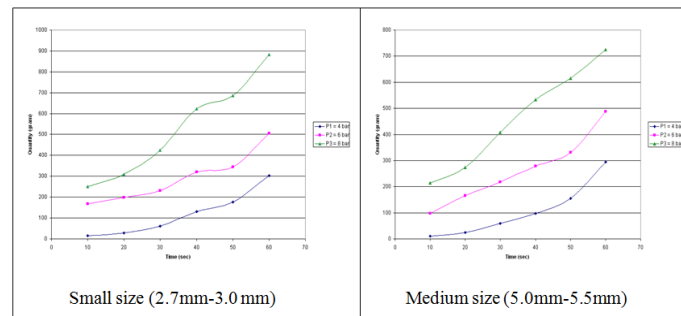 1000
900
800
700
600
500
400
300
200
100
0
0 10 20 30 40 50 60 70
Quantity (gram)
Time (sec)
P1 = 4 bar
P2 = 6 bar
P3 = 8 bar
Small size (2.7mm-3.0 mm)
800
700
600
500
400
300
200
100
0
0 10 20 30 40 50 60 70
Quantity (gram)
Time (sec)
P1 = 4 bar
P2 = 6 bar
P3 = 8 bar
Medium size (5.0mm-5.5mm)